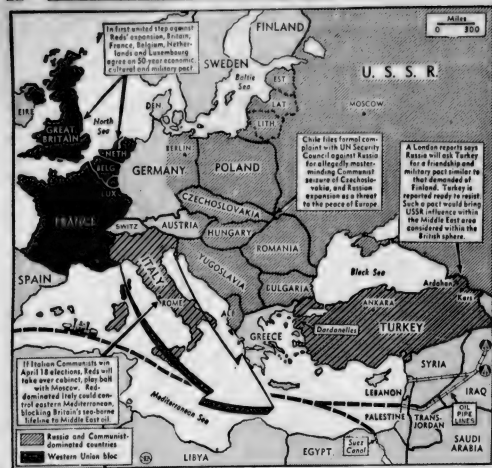 Miles
0 300
In first united step against
Reds' expansion, Britain,
France, Belgium, Nether-
lands and Luxembourg
agree on 50-year economic
cultural and military pact
FINLAND
SWEDEN
Baltic
Sea
EST.
U. S. S. R.
LAT.
MOSCOW
LITH.
DEN.
EIRE
North
Sea
GREAT
BRITAIN
NETH
BELG
LUX
BERLIN
GERMANY
POLAND
Chile files formal com-
plaint with UN Security
Council against Russia
for allegedly master-
minding Communist
seizure of Czechoslo-
vakia, and Russian
expansion as a threat
to the peace of Europe.
A London reports says
Russia will ask Turkey
for a friendship and
military pact similar to
that demanded of
Finland. Turkey is
reported ready to resist
Such a pact would bring
USSR influence within
the Middle East area
considered within the
British sphere.
CZECHOSLOVAKIA
FRANCE
SWITZ
AUSTRIA
HUNGARY
ROMANIA
YUGOSLAVIA
BULGARIA
Black Sea
Ardahan
Kars
SPAIN
ITALY
ROME
GREECE
Dardanelles
ANKARA
TURKEY
If Italian Communists win
April 18 elections, Reds will
take over cabinet, play ball
with Moscow. Red-
dominated Italy could con-
trol eastern Mediterranean,
blocking Britain's sea-borne
lifeline to Middle East oil.
Mediterranean Sea
SYRIA
LEBANON
IRAQ
PALESTINE
TRANS-
JORDAN
OIL
PIPE
LINES
Suez
Canal
SAUDI
ARABIA
LIBYA
EGYPT
Russia and Communist-
dominated countries
Western Union bloc